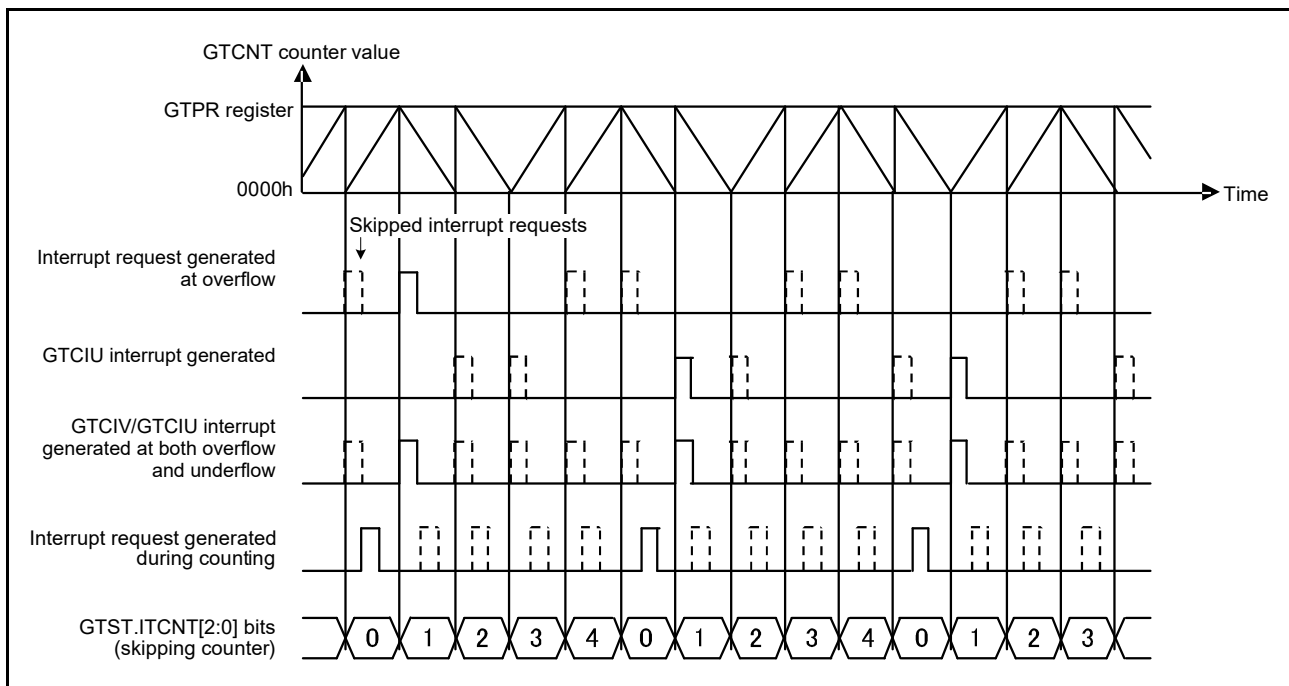 GTCNT counter value
GTPR register
0000h
Time
Skipped interrupt requests
Interrupt request generated
at overflow
GTCIU interrupt generated
GTCIV/GTCIU interrupt
generated at both overflow
and underflow
Interrupt request generated
during counting
GTST.ITCNT[2:0] bits
(skipping counter)
0 1 2 3 4 0 1 2 3 4 0 1 2 3